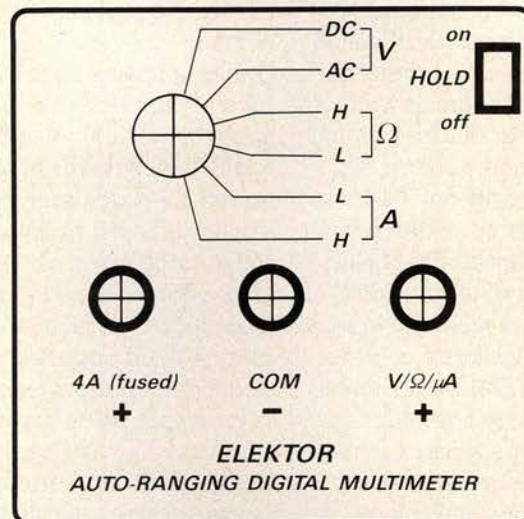 DC
V
AC
H
Ω
L
L
A
H
on
HOLD
off
4A (fused) COM V/Ω/μA
+ − +
ELEKTOR
AUTO-RANGING DIGITAL MULTIMETER